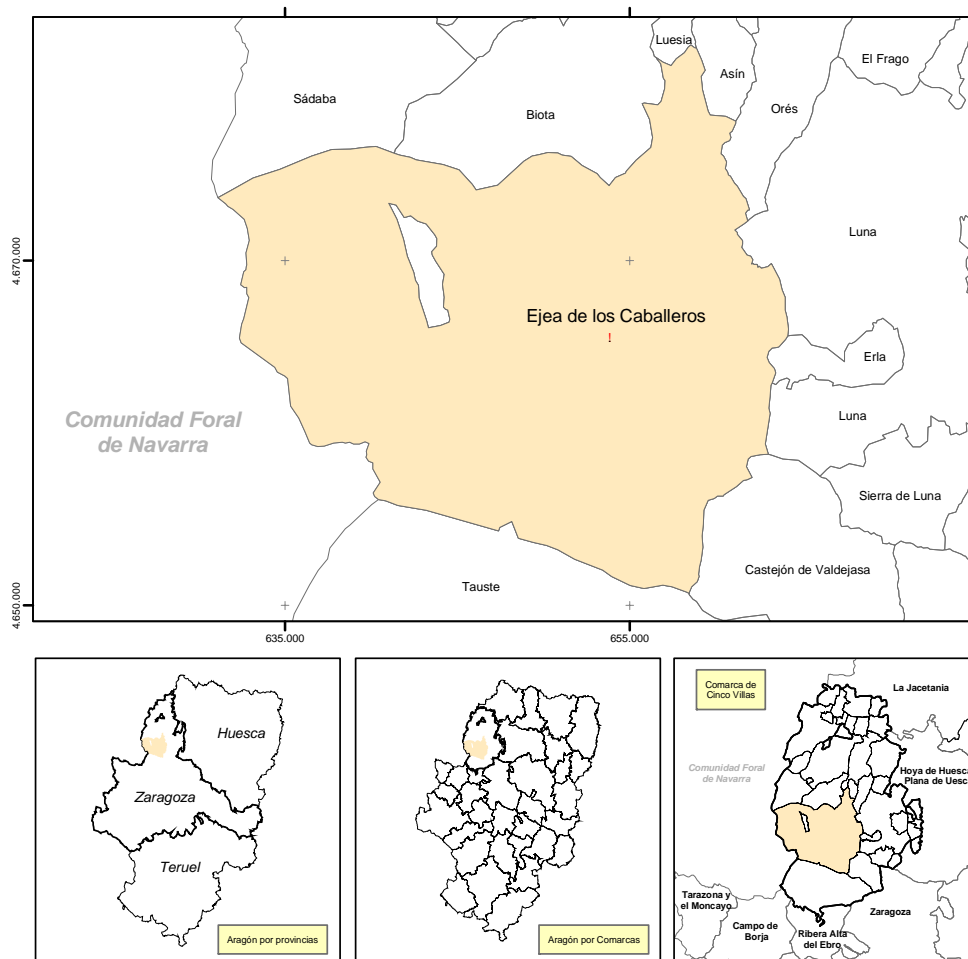 Luesia
El Frago
Asín
Sádaba
Orés
Biota
Luna
4.670.000
Ejea de los Caballeros
!
Erla
Comunidad Foral
de Navarra
Luna
Sierra de Luna
Castejón de Valdejasa
Tauste
4.650.000
635.000
655.000
Huesca
Zaragoza
Teruel
Aragón por provincias
Aragón por Comarcas
Comarca de
Cinco Villas
La Jacetania
Comunidad Foral
de Navarra
Hoya de Huesca
Plana de Uesca
Tarazona y
el Moncayo
Campo de
Borja
Ribera Alta
del Ebro
Zaragoza